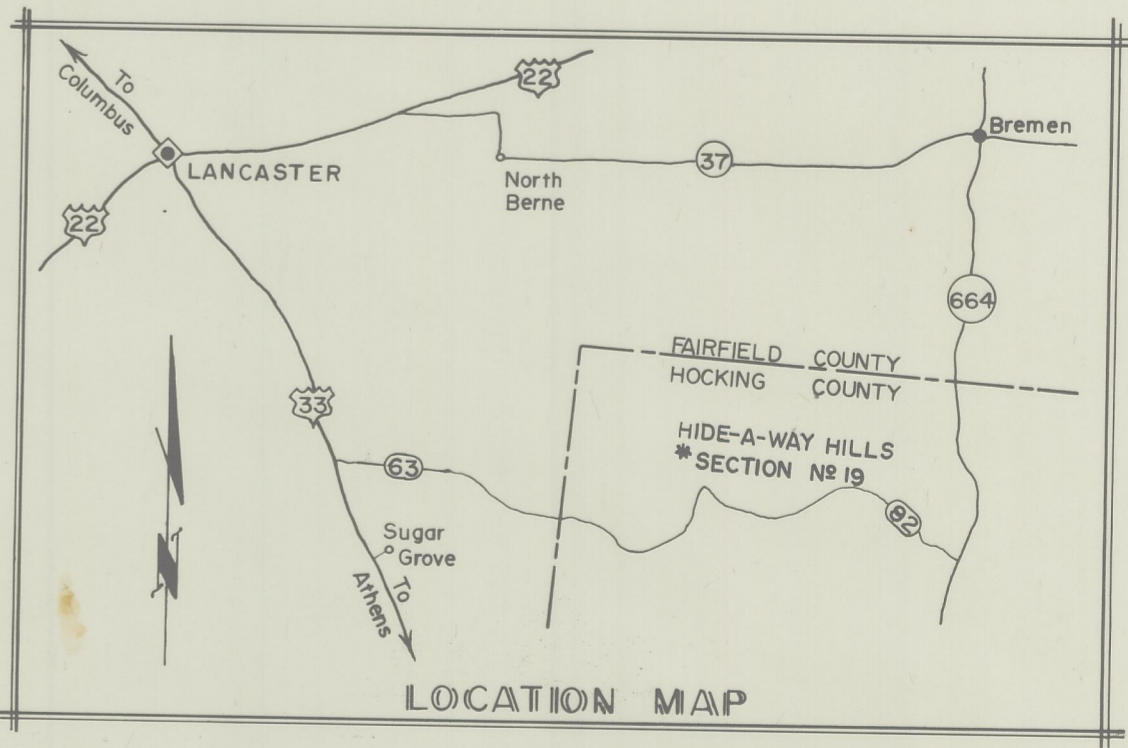 To
Columbus
22
Bremen
LANCASTER
37
North
Berne
22
664
FAIRFIELD COUNTY
HOCKING COUNTY
33
HIDE-A-WAY HILLS
* SECTION Nº 19
63
82
Sugar
Grove
To
Athens
N
LOCATION MAP